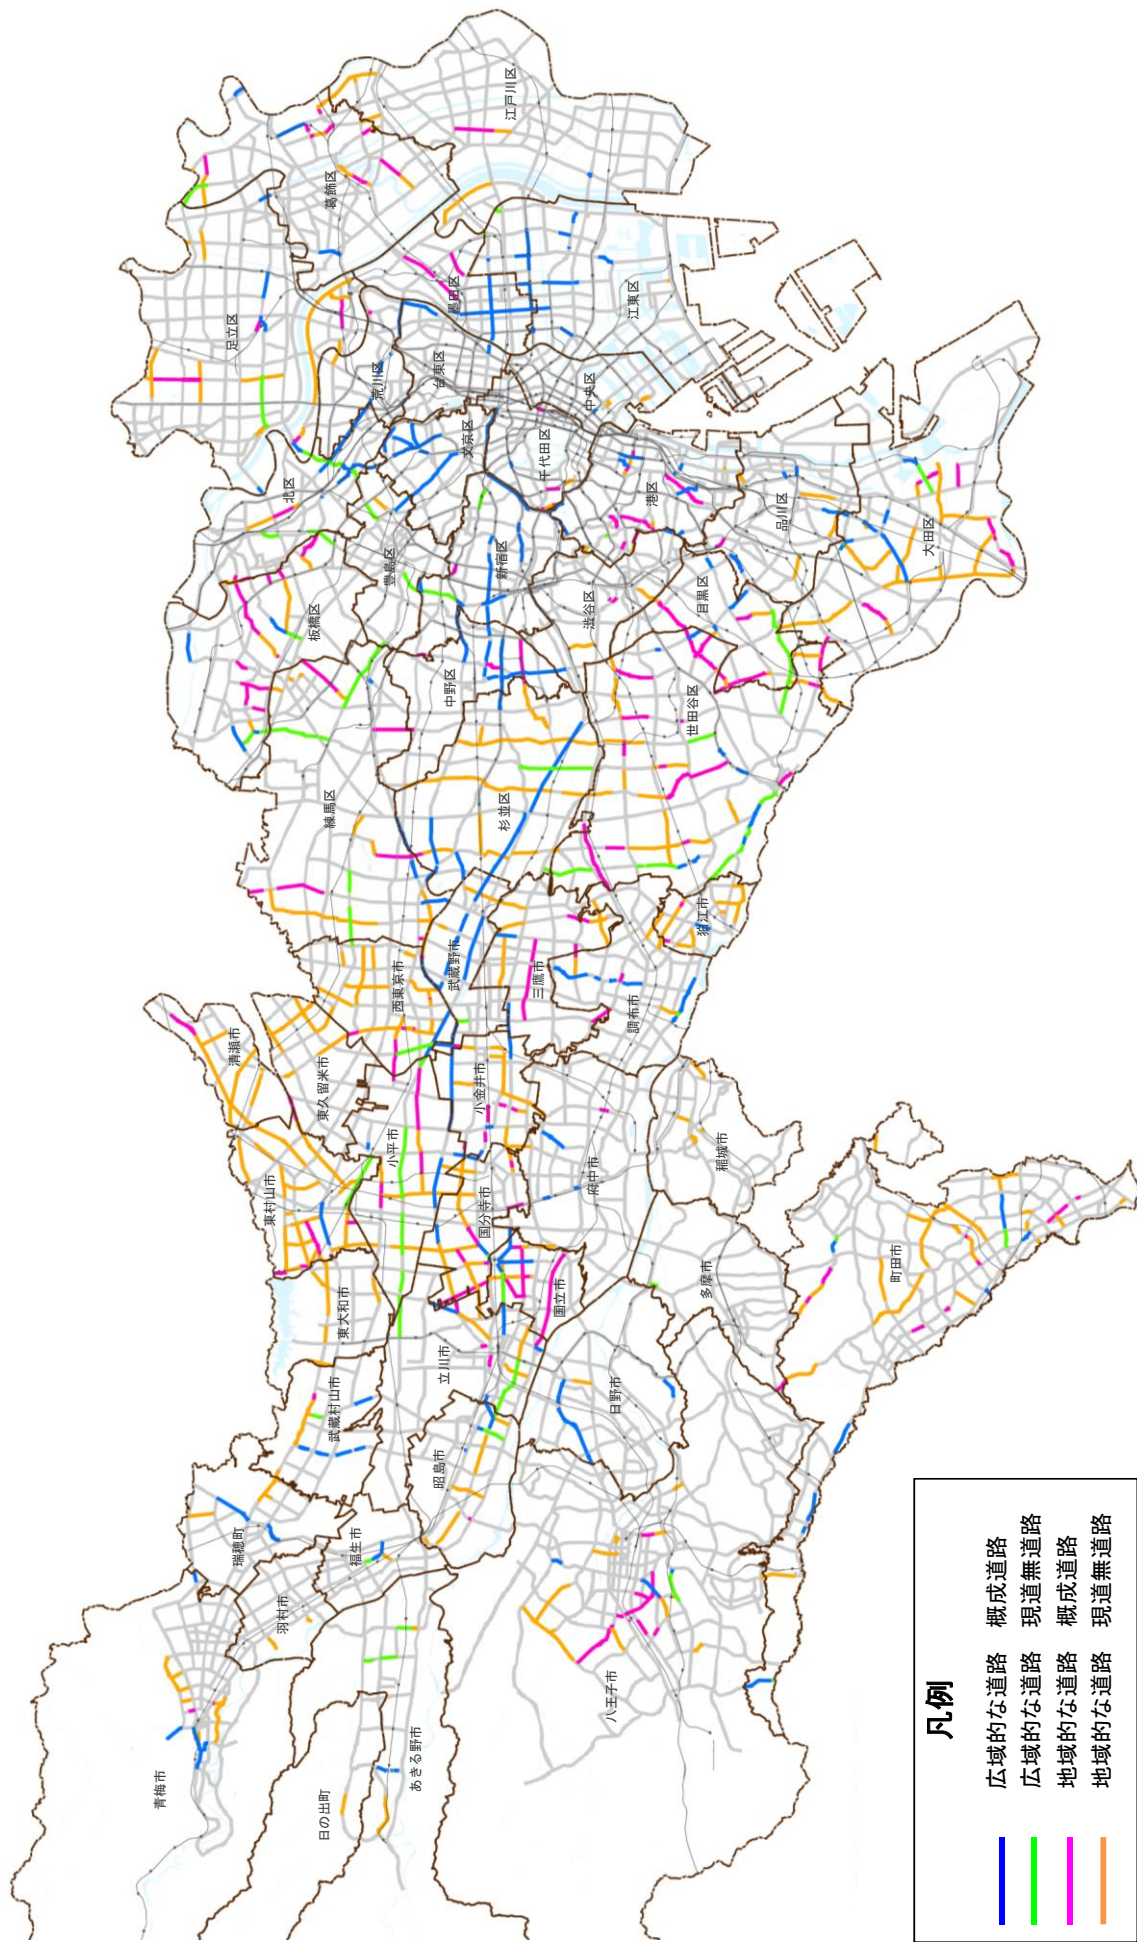 青梅市
日の出町
あきる野市
羽村市
瑞穂町
福生市
八王子市
武蔵村山市
昭島市
東大和市
立川市
日野市
国立市
東村山市
国分寺市
小平市
府中市
多摩市
町田市
稲城市
清瀬市
東久留米市
小金井市
西東京市
武蔵野市
三鷹市
調布市
狛江市
練馬区
杉並区
世田谷区
中野区
板橋区
豊島区
新宿区
渋谷区
目黒区
北区
文京区
千代田区
港区
品川区
大田区
足立区
荒川区
台東区
中央区
墨田区
江東区
葛飾区
江戸川区
凡例
広域的な道路 概成道路
広域的な道路 現道無道路
地域的な道路 概成道路
地域的な道路 現道無道路